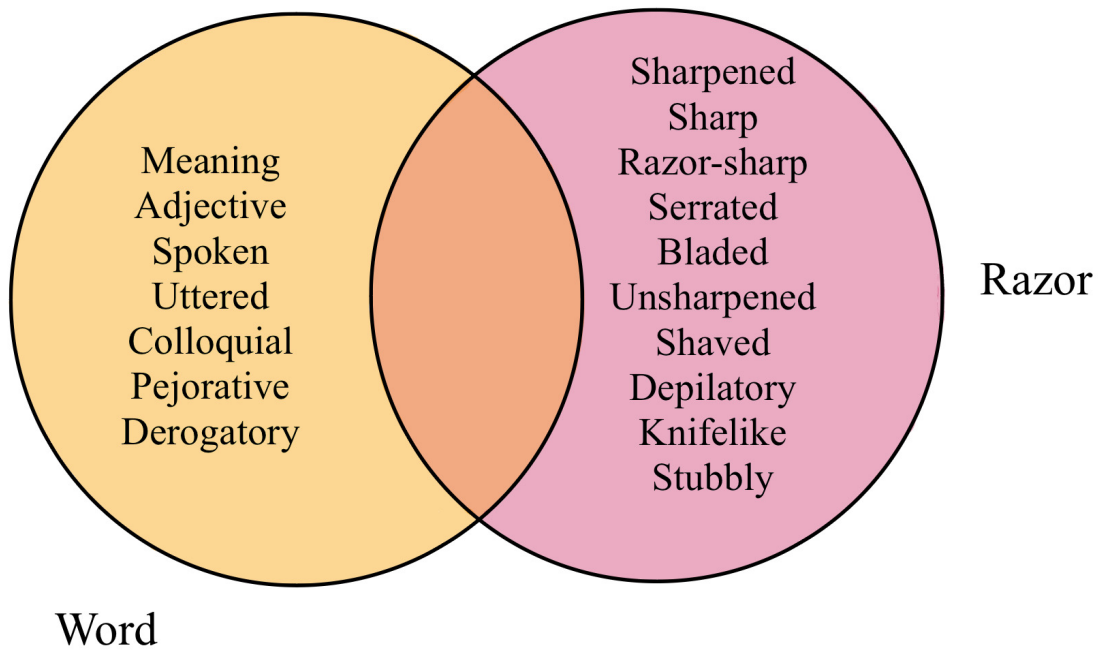 Meaning
Adjective
Spoken
Uttered
Colloquial
Pejorative
Derogatory
Word
Sharpened
Sharp
Razor-sharp
Serrated
Bladed
Unsharpened
Shaved
Depilatory
Knifelike
Stubbly
Razor